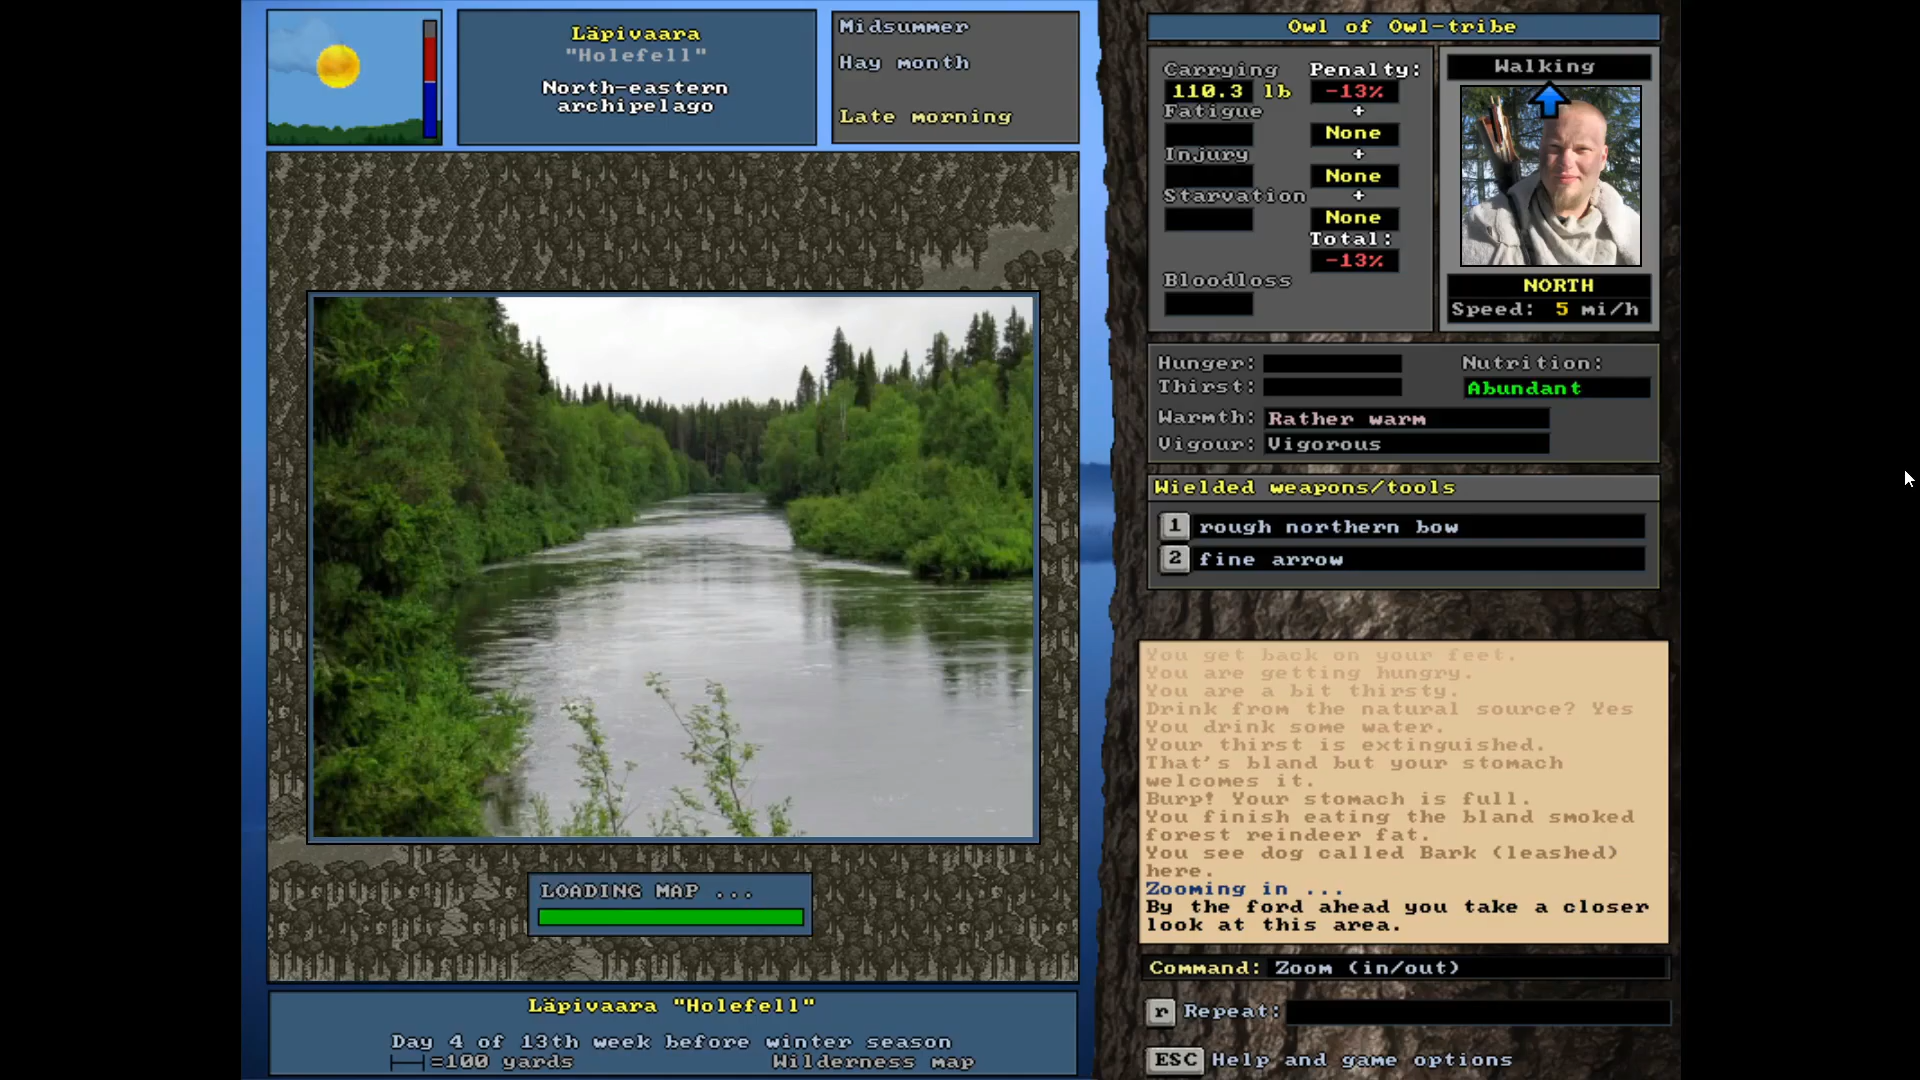 Läpivaara
"Holefell"
North-eastern
archipelago
Midsummer
Hay month
Late morning
Owl of Owl-tribe
Carrying Penalty:
110.3 lb -13%
Fatigue +
None
Injury +
None
Starvation +
None
Total:
-13%
Bloodloss
Walking
NORTH
Speed: 5 mi/h
Hunger: Nutrition:
Thirst: Abundant
Warmth: Rather warm
Vigour: Vigorous
Wielded weapons/tools
1 rough northern bow
2 fine arrow
You get back on your feet.
You are getting hungry.
You are a bit thirsty.
Drink from the natural source? Yes
You drink some water.
Your thirst is extinguished.
That's bland but your stomach
welcomes it.
Burp! Your stomach is full.
You finish eating the bland smoked
forest reindeer fat.
You see dog called Bark (leashed)
here.
Zooming in ...
By the ford ahead you take a closer
look at this area.
Command: Zoom (in/out)
r Repeat:
ESC Help and game options
LOADING MAP ...
Läpivaara "Holefell"
Day 4 of 13th week before winter season
=100 yards Wilderness map